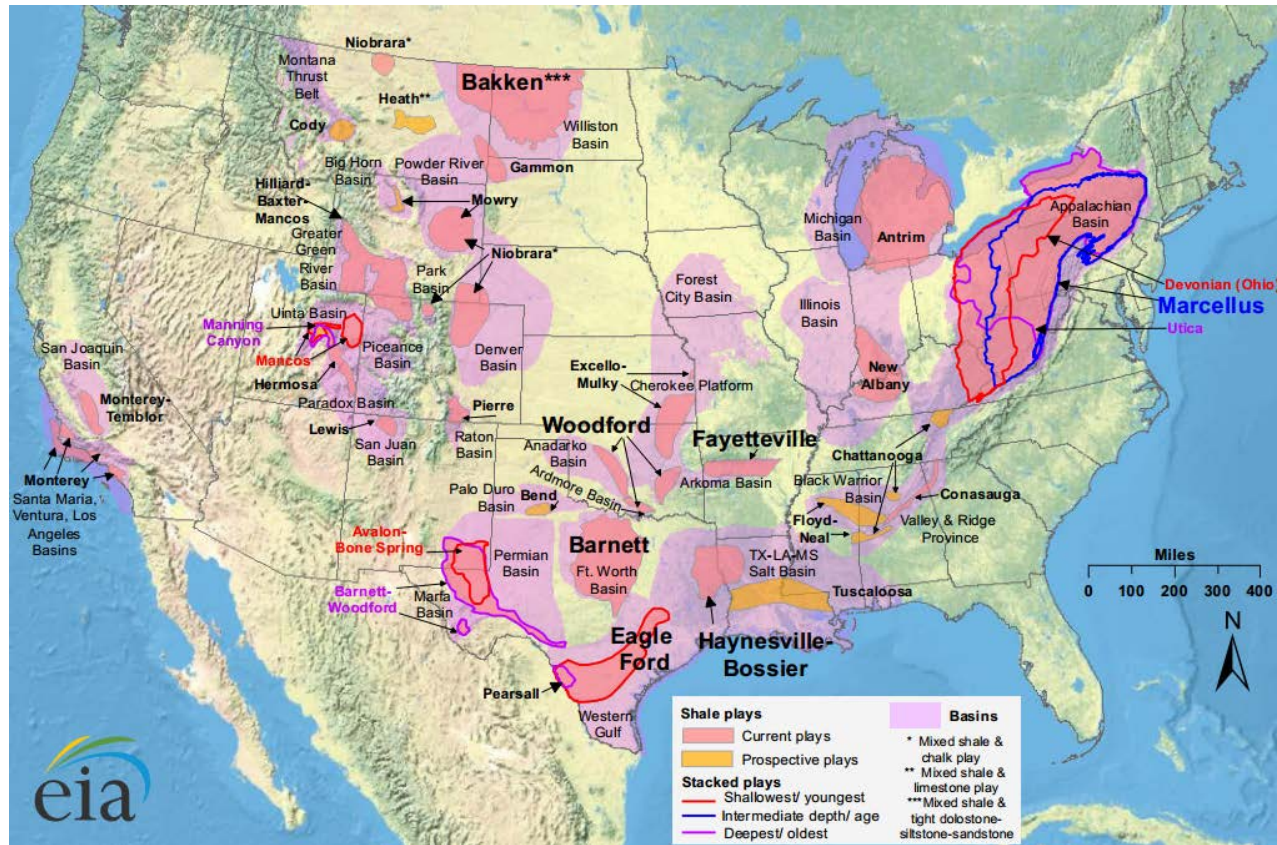 Niobrara*
Montana
Thrust
Belt
Bakken***
Heath**
Cody
Williston
Basin
Big Horn
Basin
Powder River
Basin
Gammon
Hilliard-
Baxter-
Mancos
Mowry
Greater
Green
River
Basin
Niobrara*
Park
Basin
Uinta Basin
Manning
Canyon
Mancos
Piceance
Basin
Denver
Basin
Hermosa
Paradox Basin
San Joaquin
Basin
Monterey-
Temblor
Lewis
San Juan
Basin
Pierre
Raton
Basin
Monterey
Santa Maria,
Ventura, Los
Angeles
Basins
Forest
City Basin
Excello-
Mulky
Cherokee Platform
Woodford
Anadarko
Basin
Ardmore Basin
Fayetteville
Arkoma Basin
Palo Duro
Basin
Bend
Avalon-
Bone Spring
Permian
Basin
Barnett
Ft. Worth
Basin
Barnett-
Woodford
Marfa
Basin
Eagle
Ford
Pearsall
Western
Gulf
TX-LA-MS
Salt Basin
Tuscaloosa
Haynesville-
Bossier
Michigan
Basin
Antrim
Illinois
Basin
New
Albany
Appalachian
Basin
Devonian (Ohio)
Marcellus
Utica
Chattanooga
Black Warrior
Basin
Conasauga
Floyd-
Neal
Valley & Ridge
Province
Miles
0 100 200 300 400
N
Shale plays
Current plays
Prospective plays
Stacked plays
Shallowest/ youngest
Intermediate depth/ age
Deepest/ oldest
Basins
* Mixed shale &
chalk play
** Mixed shale &
limestone play
***Mixed shale &
tight dolostone-
siltstone-sandstone
eia